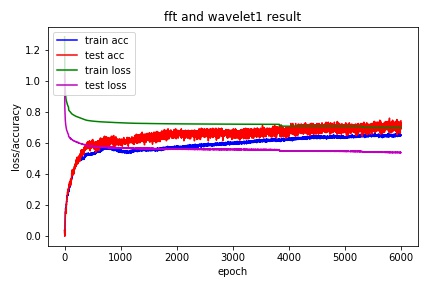 fft and wavelet1 result
train acc
test acc
train loss
test loss
loss/accuracy
1.2
1.0
0.8
0.6
0.4
0.2
0.0
0 1000 2000 3000 4000 5000 6000
epoch